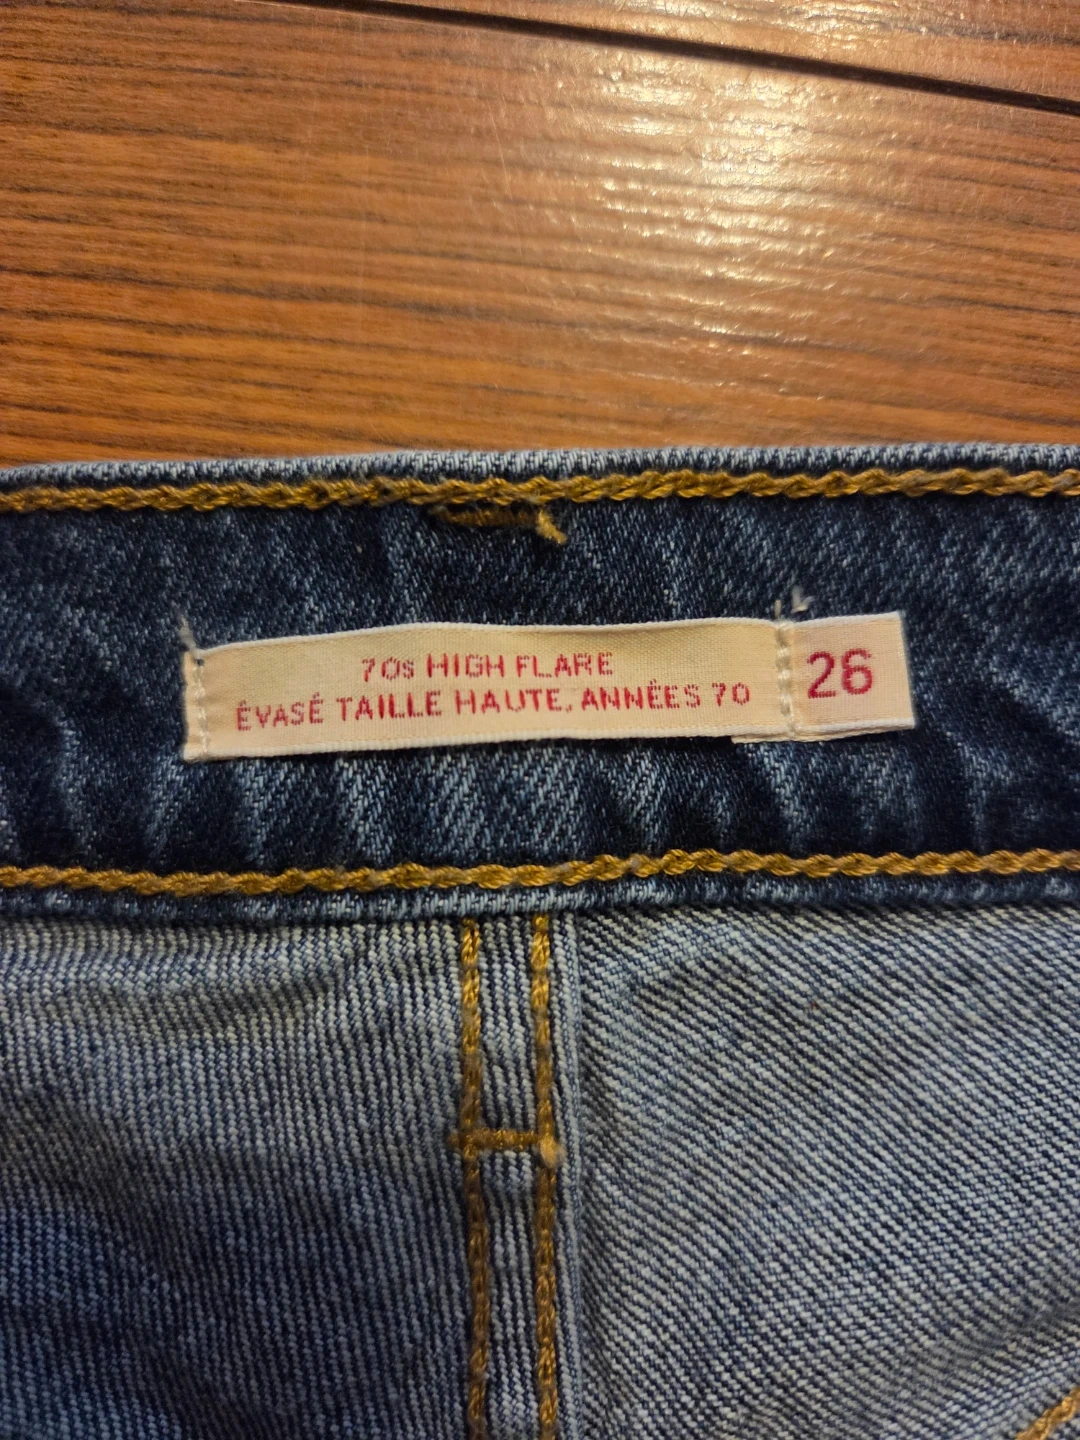 70s HIGH FLARE
ÉVASÉ TAILLE HAUTE, ANNÉES 70
26